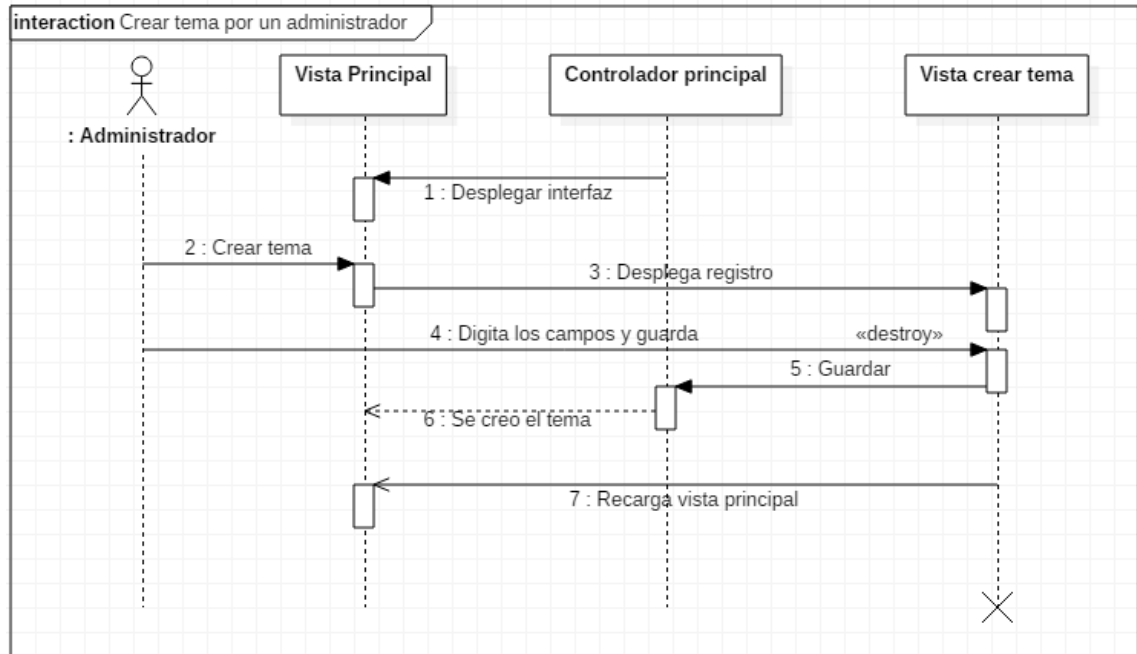 interaction Crear tema por un administrador
Vista Principal
Controlador principal
Vista crear tema
: Administrador
1 : Desplegar interfaz
2 : Crear tema
3 : Desplega registro
4 : Digita los campos y guarda
«destroy»
5 : Guardar
6 : Se creo el tema
7 : Recarga vista principal